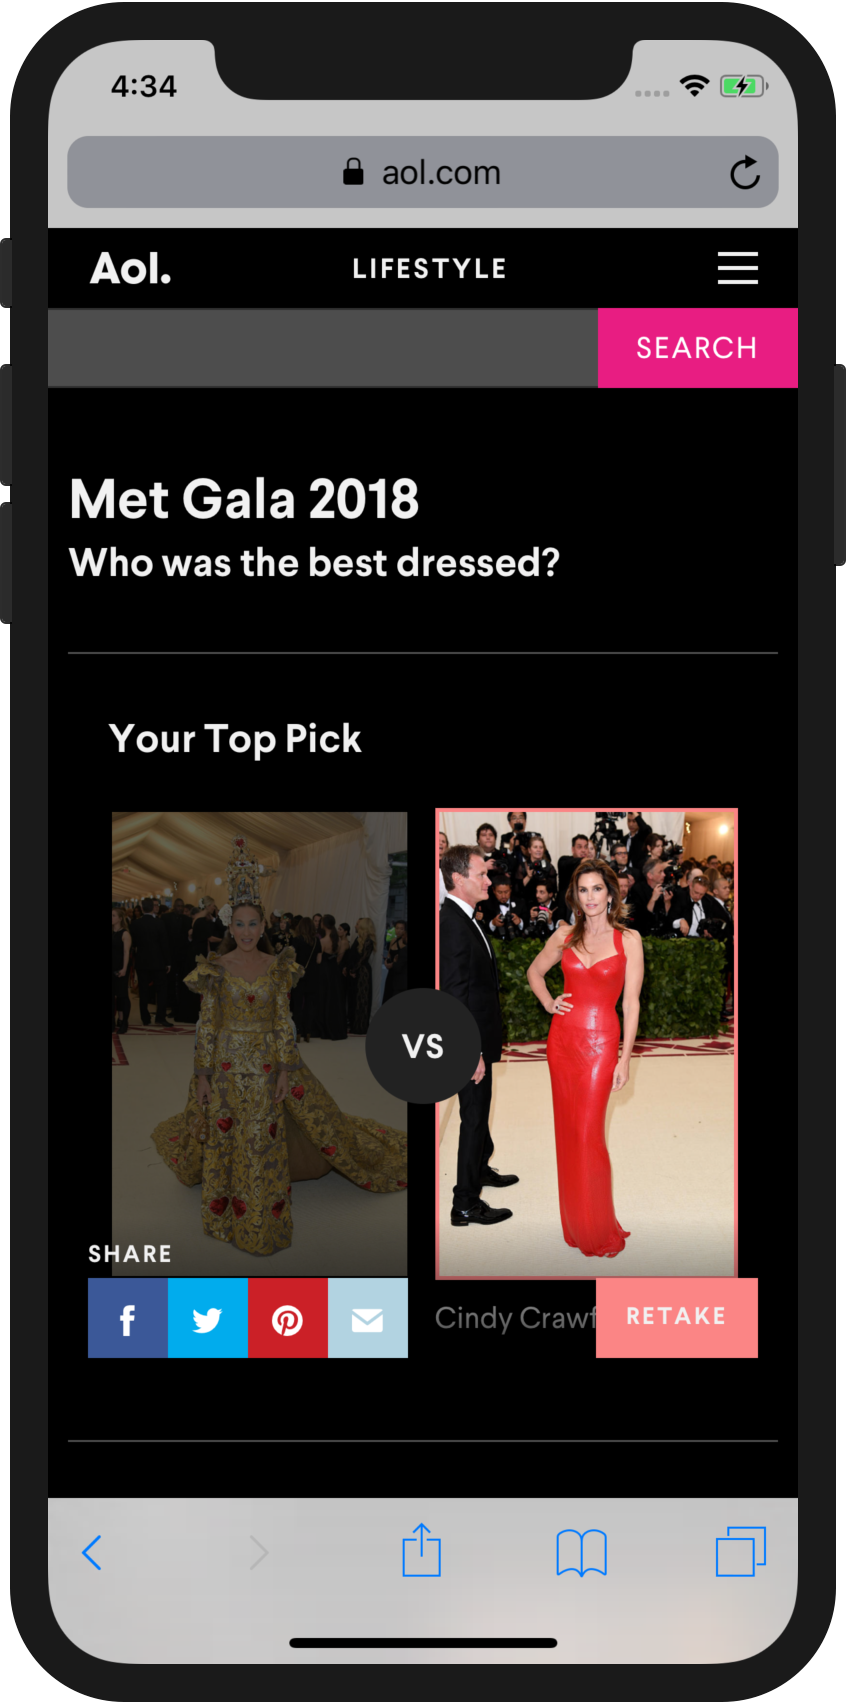 4:34
aol.com
Aol.
LIFESTYLE
SEARCH
Met Gala 2018
Who was the best dressed?
Your Top Pick
VS
SHARE
Cindy Crawf
RETAKE